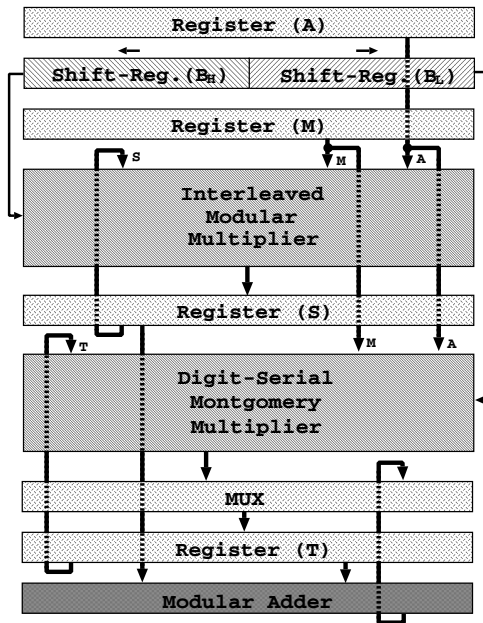 Register (A)
Shift-Reg.(BH) Shift-Reg.(BL)
Register (M)
S M A
Interleaved
Modular
Multiplier
Register (S)
T M A
Digit-Serial
Montgomery
Multiplier
MUX
Register (T)
Modular Adder